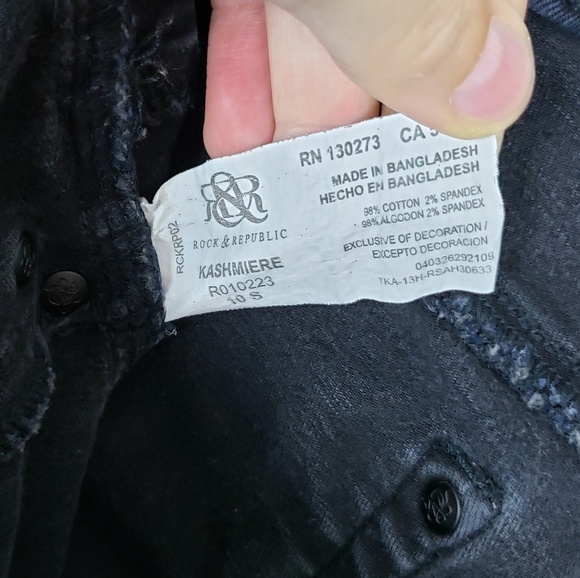 RCKRP02
RR
ROCK & REPUBLIC
KASHMIERE
R010223
10 S
RN 130273 CA
MADE IN BANGLADESH
HECHO EN BANGLADESH
98% COTTON 2% SPANDEX
98% ALGODON 2% SPANDEX
EXCLUSIVE OF DECORATION /
EXCEPTO DECORACION
040326292109
TKA-13H-RSAH30633